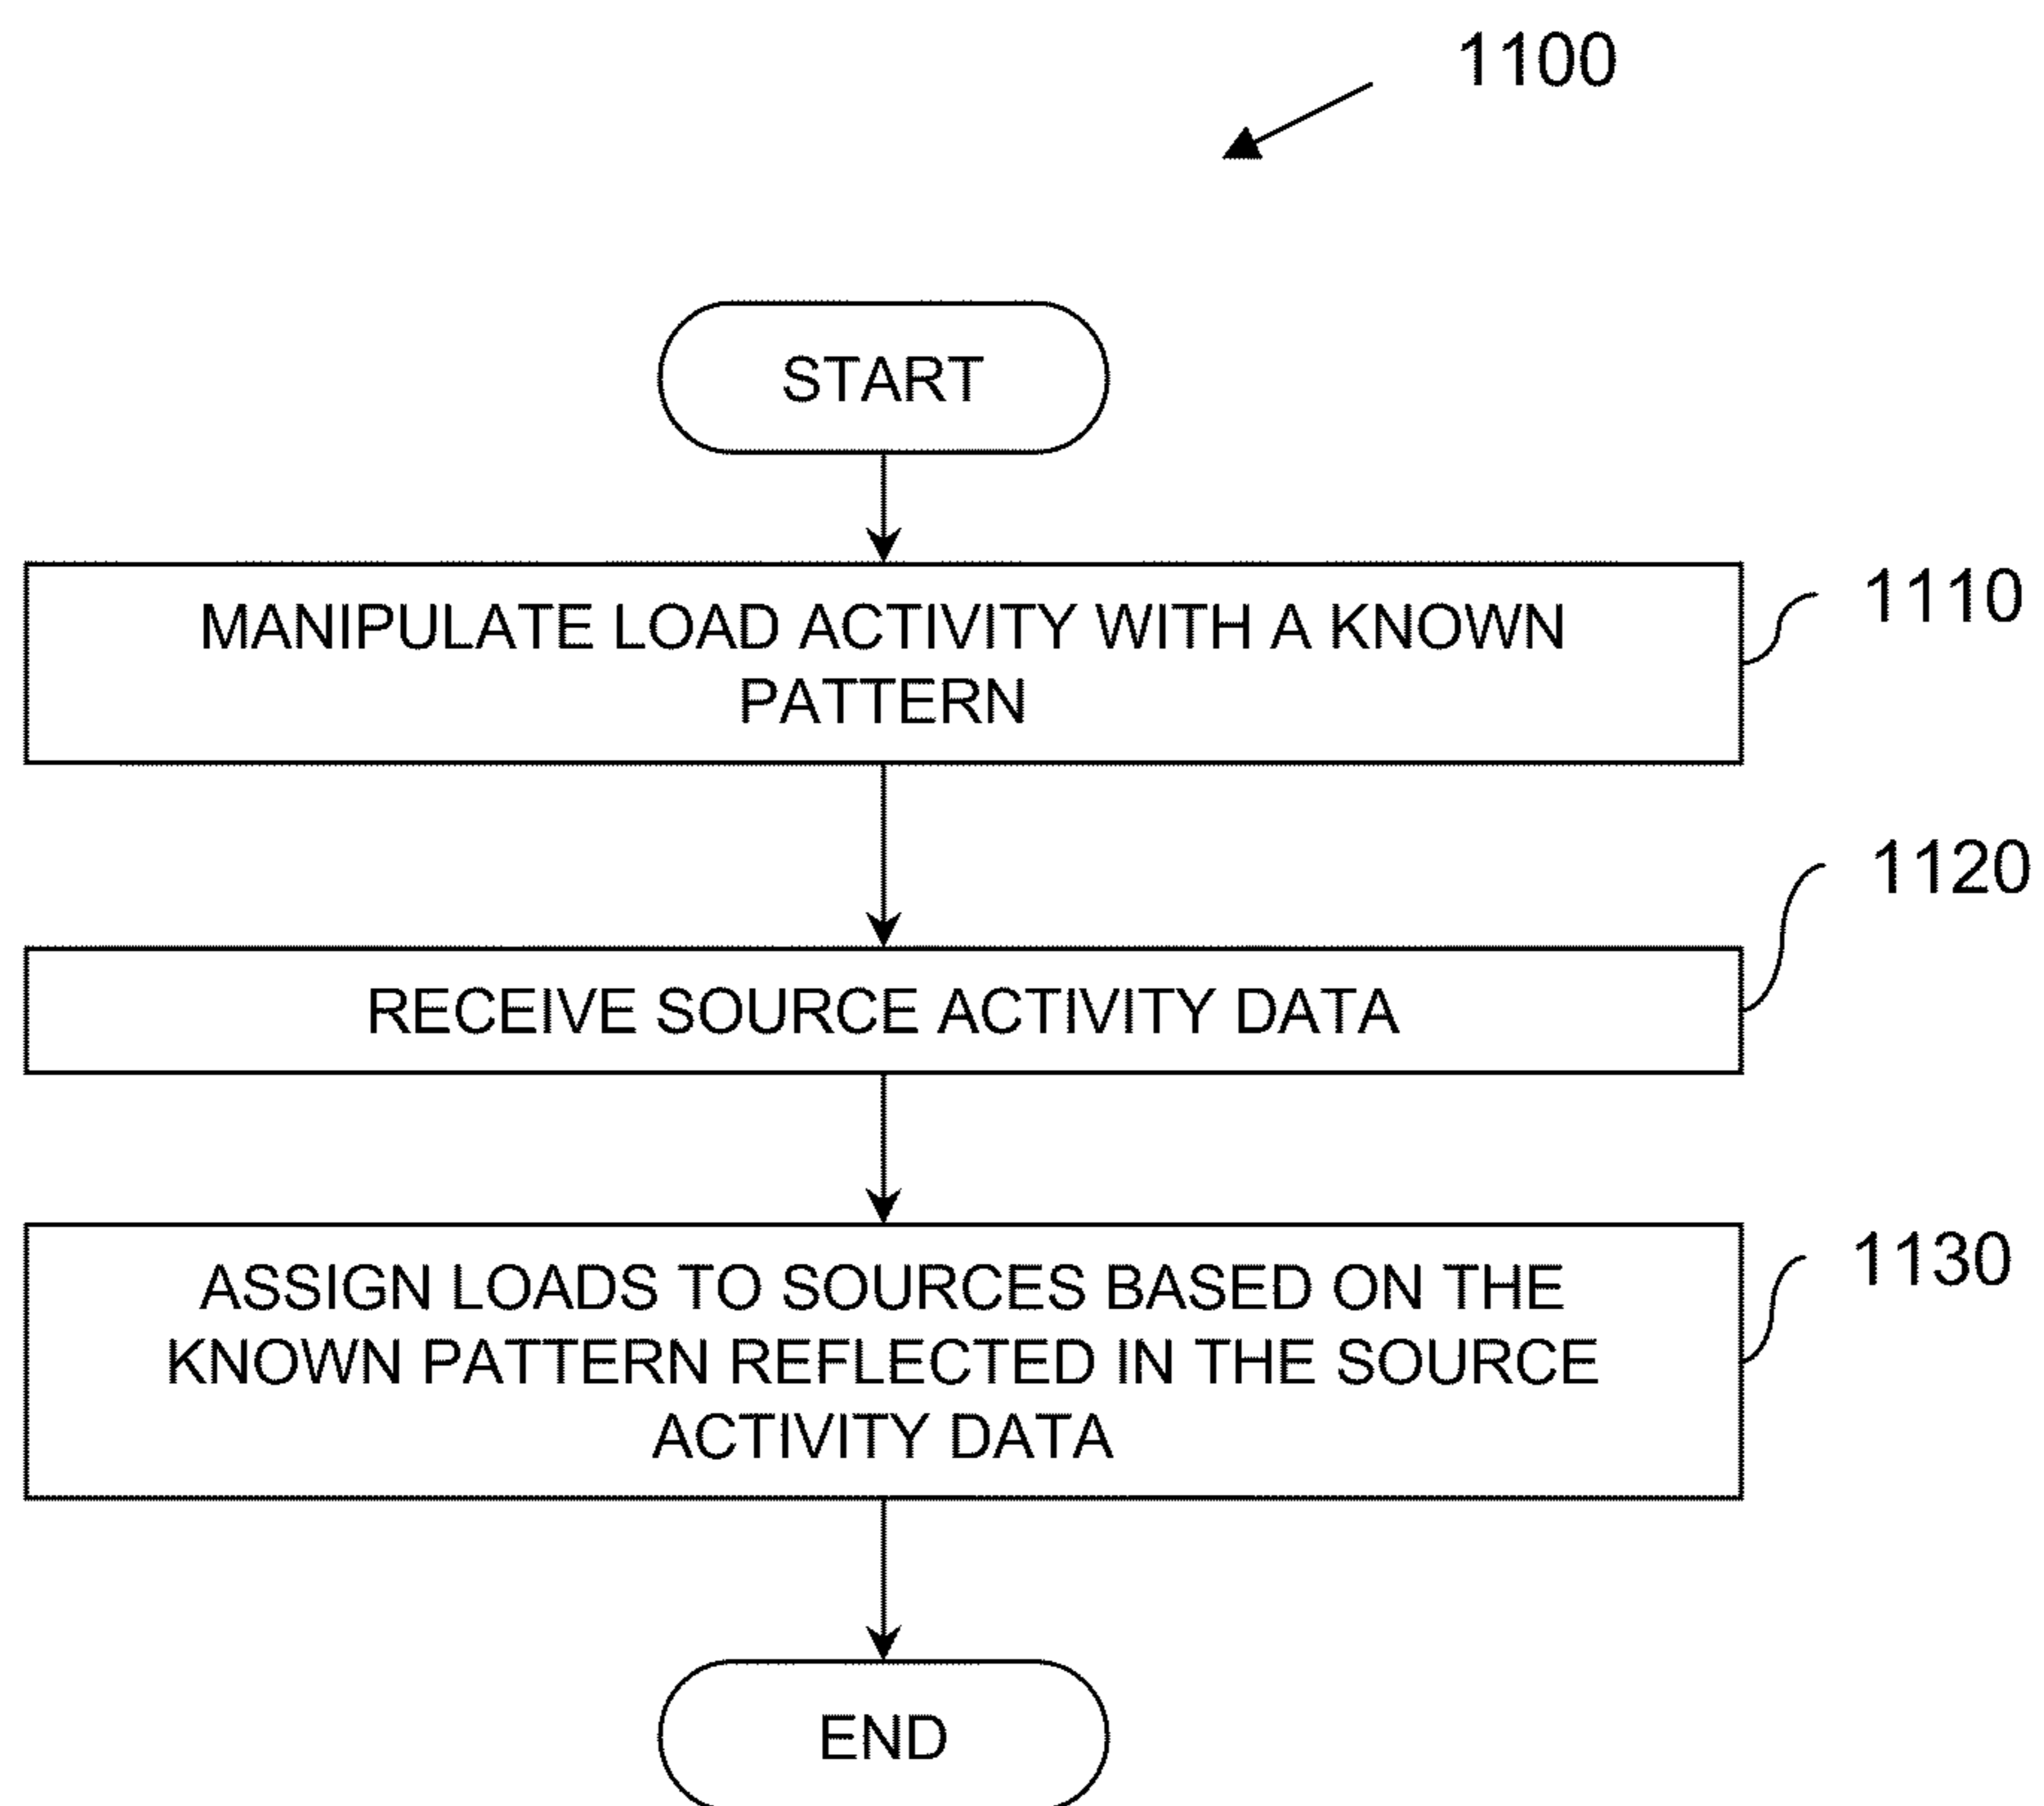 1100
START
MANIPULATE LOAD ACTIVITY WITH A KNOWN
PATTERN
1110
RECEIVE SOURCE ACTIVITY DATA
1120
ASSIGN LOADS TO SOURCES BASED ON THE
KNOWN PATTERN REFLECTED IN THE SOURCE
ACTIVITY DATA
1130
END